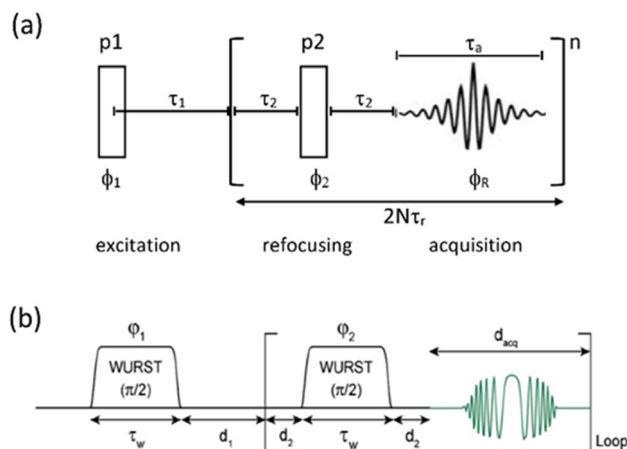 (a)
p1 p2 τa n
τ1 τ2 τ2
ϕ1 ϕ2 ϕR
2Nτr
excitation refocusing acquisition
(b)
φ1 φ2 dacq
WURST WURST
(π/2) (π/2)
τw d1 d2 τw d2 Loop